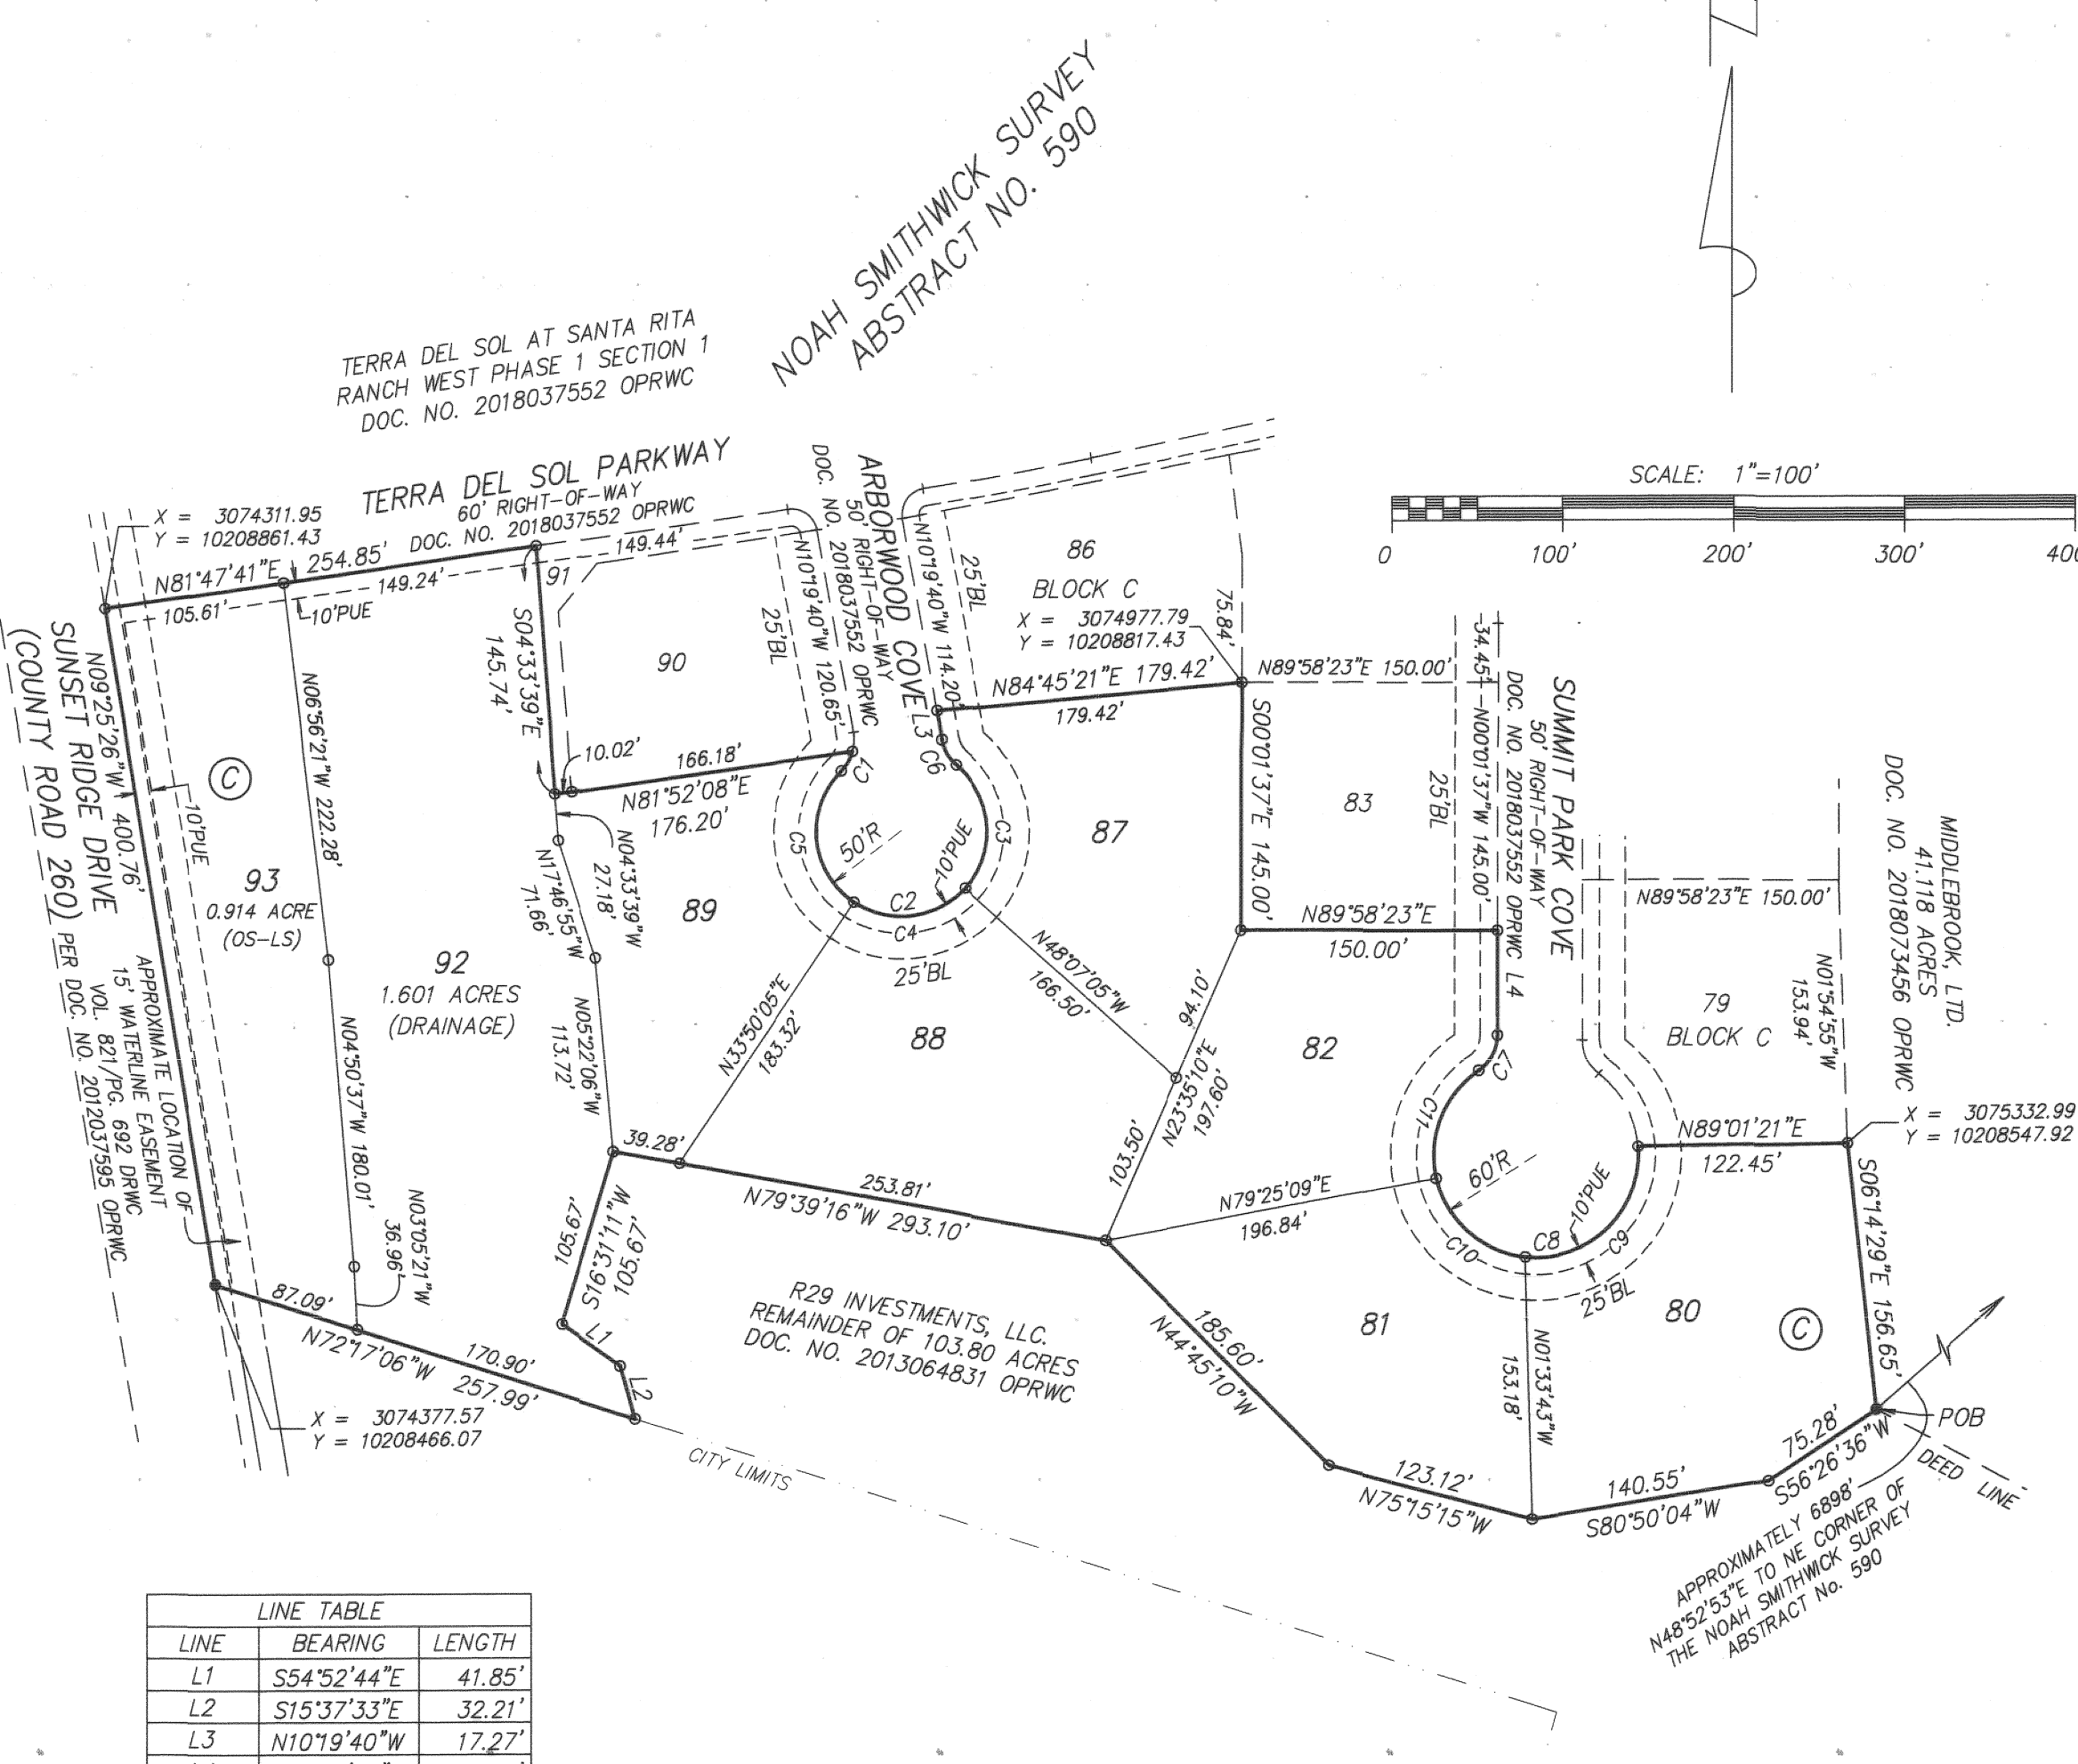 NOAH SMITHWICK SURVEY
ABSTRACT NO. 590
TERRA DEL SOL AT SANTA RITA
RANCH WEST PHASE 1 SECTION 1
DOC. NO. 2018037552 OPRWC
SCALE: 1"=100'
0 100' 200' 300'
TERRA DEL SOL PARKWAY
60' RIGHT-OF-WAY
DOC. NO. 2018037552 OPRWC
X = 3074311.95
Y = 10208861.43
N81°47'41"E 254.85'
105.61'
149.24'
149.44'
10'PUE
91
S04°33'39"E
145.74'
90
25'BL
N10°19'40"W 120.65'
DOC. NO. 2018037552 OPRWC
50' RIGHT-OF-WAY
ARBORWOOD COVE
N10°19'40"W 114.20'
L3
25'BL
86
BLOCK C
X = 3074977.79
Y = 10208817.43
75.84'
N84°45'21"E 179.42'
179.42'
N89°58'23"E 150.00'
34.45'
N00°01'37"W 145.00'
DOC. NO. 2018037552 OPRWC
L4
50' RIGHT-OF-WAY
SUMMIT PARK COVE
25'BL
S00°01'37"E 145.00'
83
N89°58'23"E 150.00'
MIDDLEBROOK, LTD.
41.118 ACRES
DOC. NO. 2018073456 OPRWC
N01°54'55"W
153.94'
79
BLOCK C
SUNSET RIDGE DRIVE
(COUNTY ROAD 260) PER DOC. NO. 2012037595 OPRWC
N09°25'26"W 400.76'
10'PUE
C
93
0.914 ACRE
(OS-LS)
APPROXIMATE LOCATION OF
15' WATERLINE EASEMENT
VOL. 821/PG. 692 DRWC
N06°56'21"W 222.28'
N04°50'37"W 180.01'
N03°05'21"W
36.96'
92
1.601 ACRES
(DRAINAGE)
10.02'
166.18'
N81°52'08"E
176.20'
N04°33'39"W
27.18'
N17°46'55"W
71.66'
N05°22'06"W
113.72'
89
C5
50'R
C2
C4
C3
C6
10'PUE
25'BL
87
88
N33°50'05"E
183.32'
N48°07'05"W
166.50'
N89°58'23"E
150.00'
94.10'
N23°35'10"E
197.60'
103.50'
82
C11
60'R
10'PUE
C8
C9
C10
25'BL
N79°25'09"E
196.84'
N89°01'21"E
122.45'
X = 3075332.99
Y = 10208547.92
S06°14'29"E 156.65'
39.28'
253.81'
N79°39'16"W 293.10'
105.67'
S16°31'11"W
105.67'
L1
L2
87.09'
N72°17'06"W
170.90'
257.99'
X = 3074377.57
Y = 10208466.07
R29 INVESTMENTS, LLC.
REMAINDER OF 103.80 ACRES
DOC. NO. 2013064831 OPRWC
185.60'
N44°45'10"W
81
N01°33'43"W
153.18'
80
C
123.12'
N75°15'15"W
140.55'
S80°50'04"W
75.28'
S56°26'36"W
POB
DEED LINE
CITY LIMITS
APPROXIMATELY 6898'
N48°52'53"E TO NE CORNER OF
THE NOAH SMITHWICK SURVEY
ABSTRACT No. 590
LINE TABLE
LINE BEARING LENGTH
L1 S54°52'44"E 41.85'
L2 S15°37'33"E 32.21'
L3 N10°19'40"W 17.27'